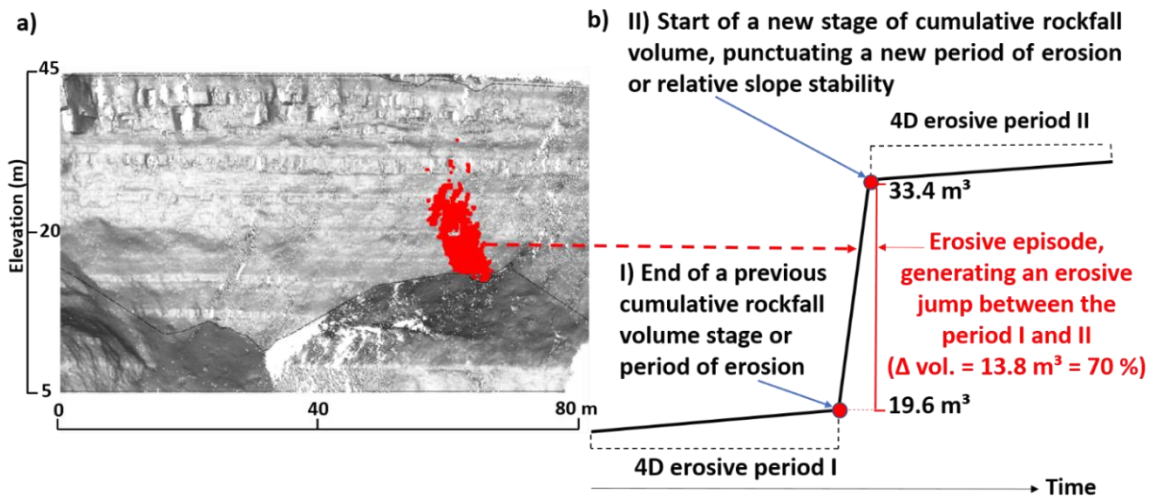 a)
45
20
5
Elevation (m)
0
40
80 m
b)
II) Start of a new stage of cumulative rockfall
volume, punctuating a new period of erosion
or relative slope stability
4D erosive period II
33.4 m³
Erosive episode,
generating an erosive
jump between the
period I and II
(Δ vol. = 13.8 m³ = 70 %)
I) End of a previous
cumulative rockfall
volume stage or
period of erosion
19.6 m³
4D erosive period I
Time